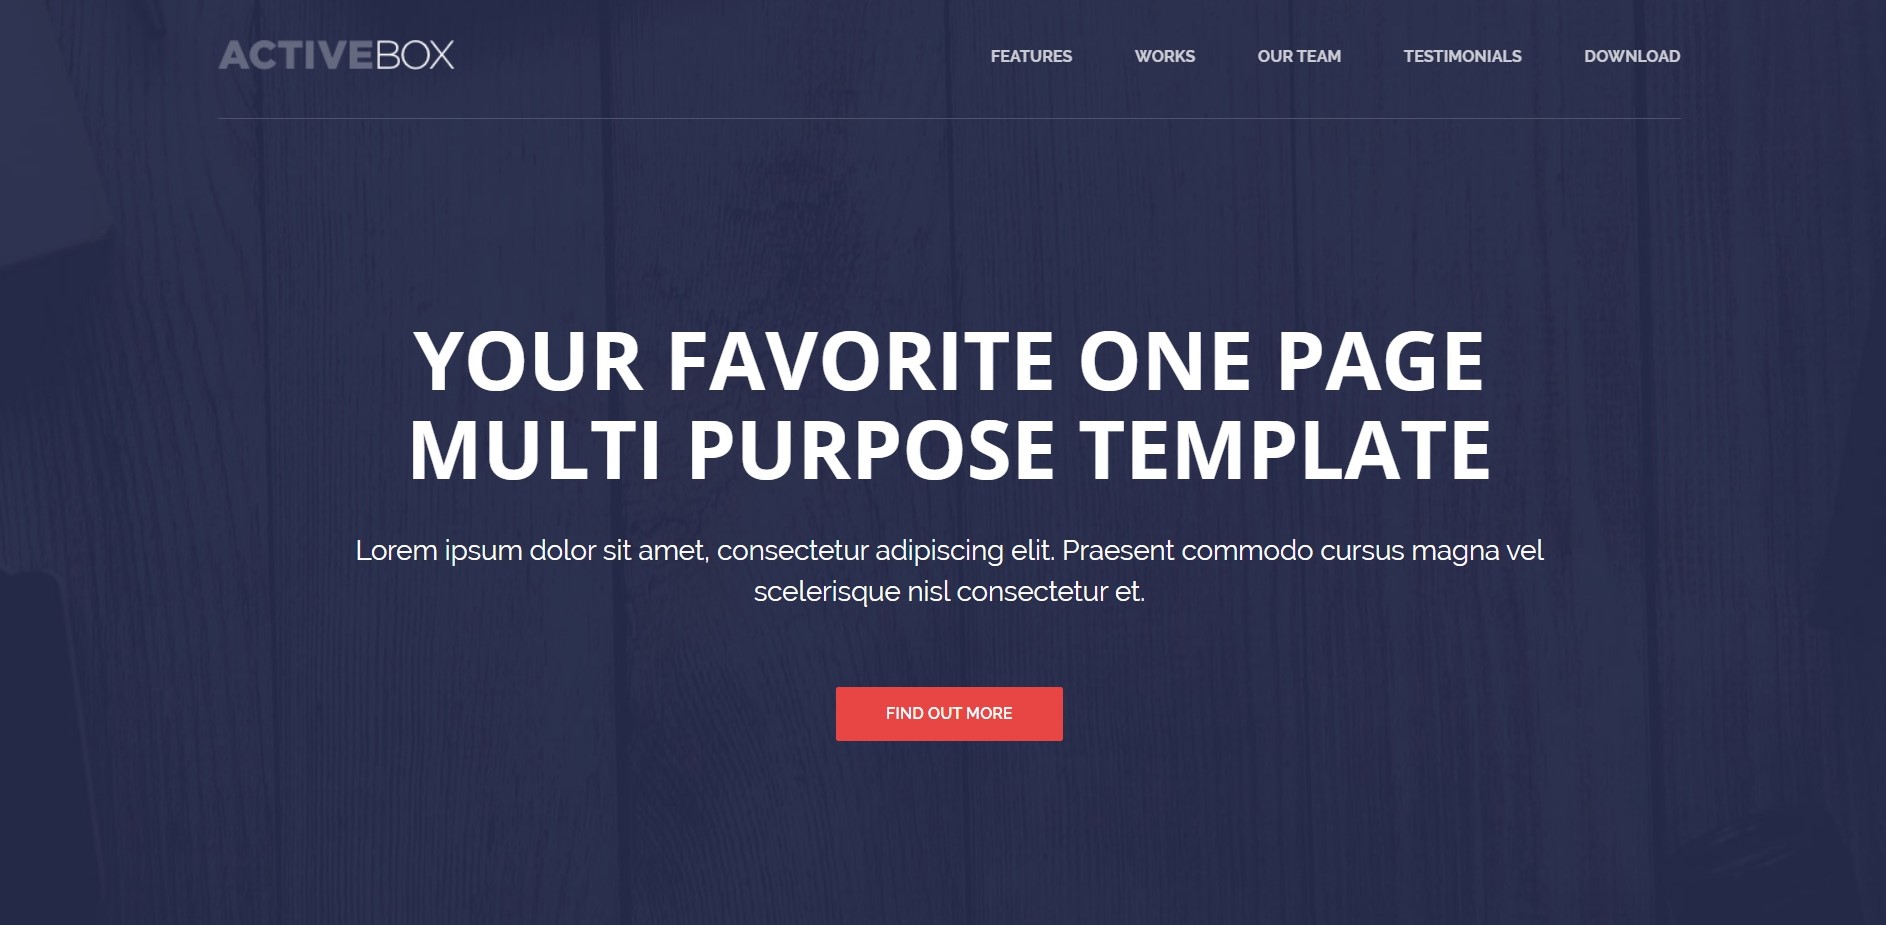 ACTIVEBOX
FEATURES WORKS OUR TEAM TESTIMONIALS DOWNLOAD
YOUR FAVORITE ONE PAGE
MULTI PURPOSE TEMPLATE
Lorem ipsum dolor sit amet, consectetur adipiscing elit. Praesent commodo cursus magna vel
scelerisque nisl consectetur et.
FIND OUT MORE